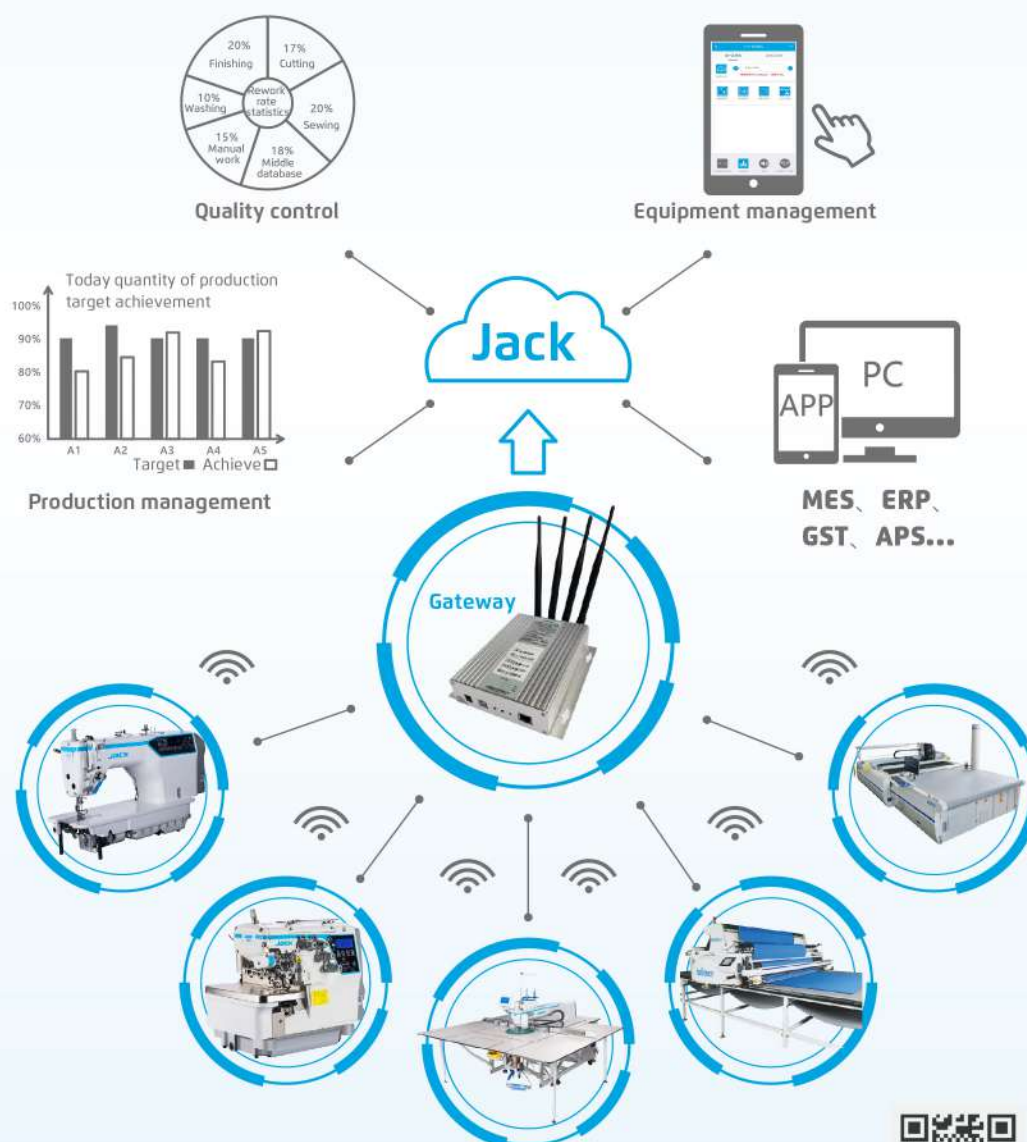 20%
Finishing
17%
Cutting
10%
Washing
Rework
rate
statistics
20%
Sewing
15%
Manual
work
18%
Middle
database
Quality control
Equipment management
Today quantity of production
target achievement
100%
90%
80%
70%
60%
A1 A2 A3 A4 A5
Target Achieve
Production management
Jack
PC
APP
MES、ERP、
GST、APS...
Gateway
JACK
JACK